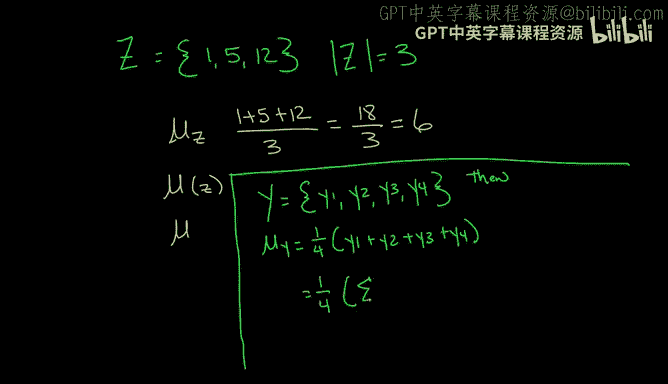 GPT中英字幕课程资源@bilibili.com
GPT中英字幕课程资源 bilibili
Z = {1, 5, 12} |Z| = 3
μ_Z (1+5+12)/3 = 18/3 = 6
μ(z)
μ
Y = {y1, y2, y3, y4} then
μ_Y = 1/4 (y1 + y2 + y3 + y4)
= 1/4 (Σ